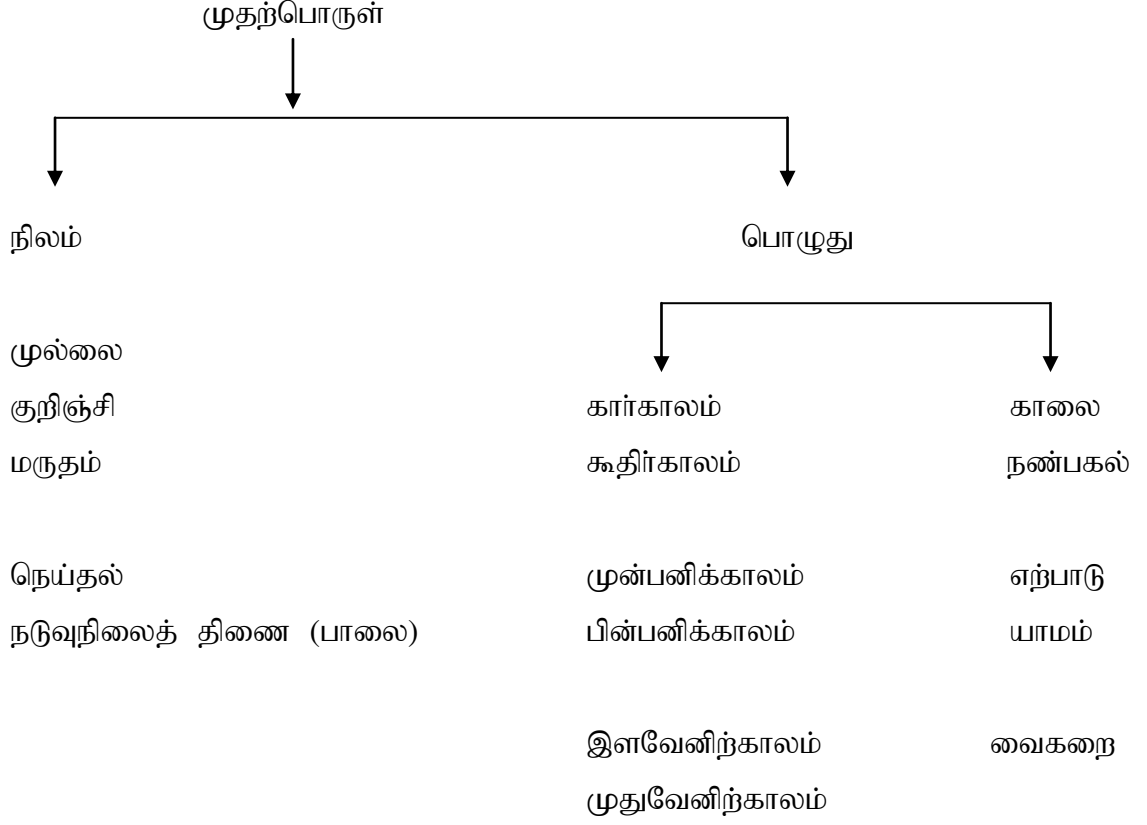 முதற்பொருள்
நிலம் பொழுது
முல்லை
குறிஞ்சி கார்காலம் காலை
மருதம் கூதிர்காலம் நண்பகல்
நெய்தல் முன்பனிக்காலம் எற்பாடு
நடுவுநிலைத் திணை (பாலை) பின்பனிக்காலம் யாமம்
இளவேனிற்காலம் வைகறை
முதுவேனிற்காலம்